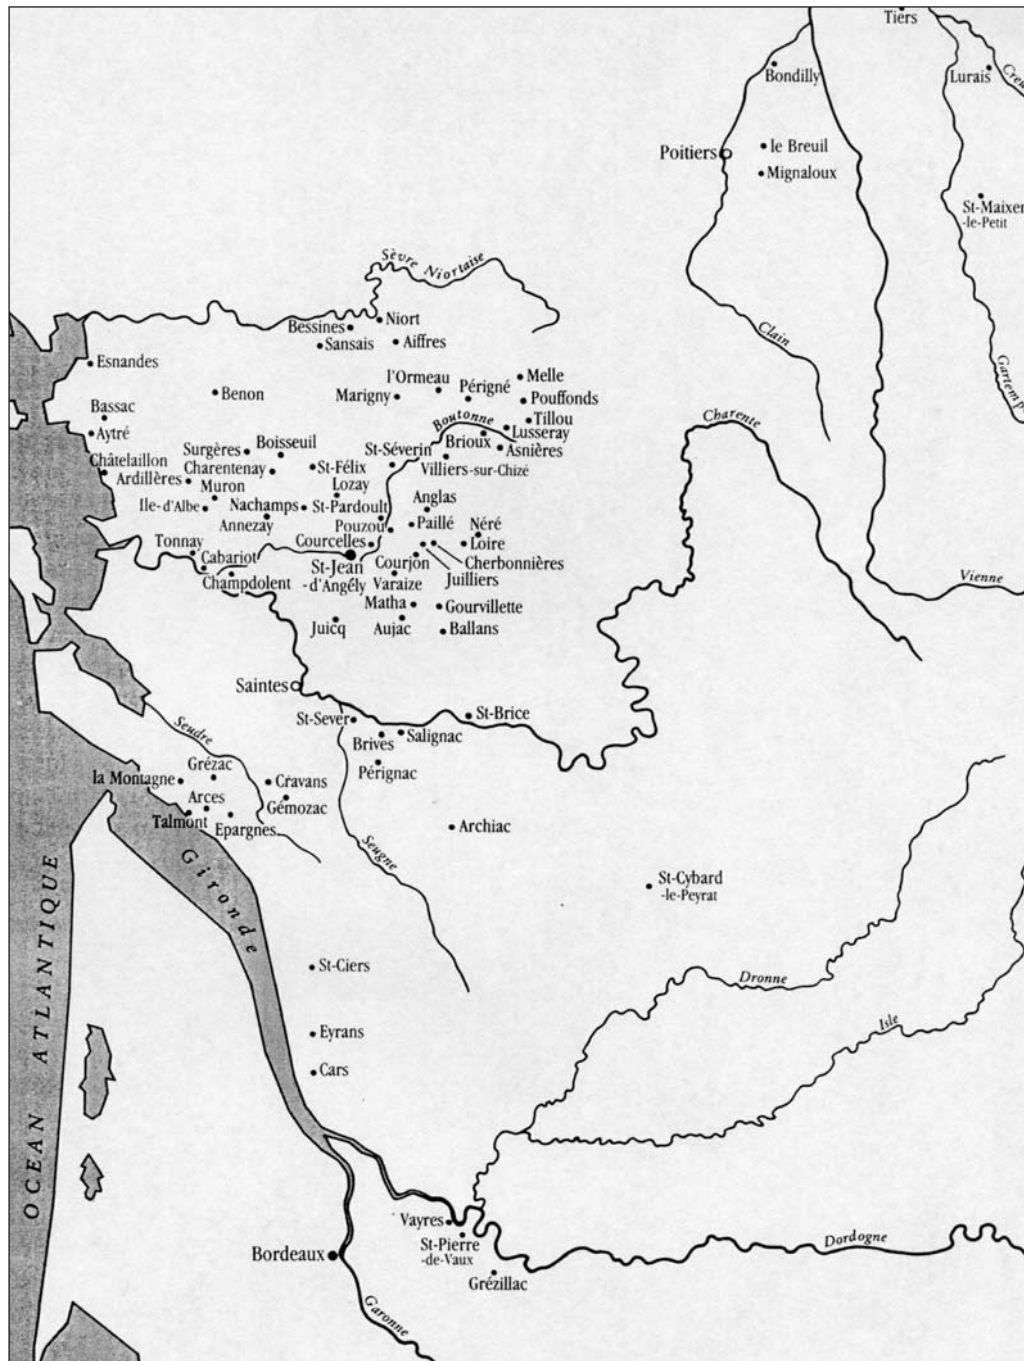 Tiers
Bondilly
Lurais
Poitiers
le Breuil
Mignaloux
St-Maixen
-le-Petit
Sèvre Niortaise
Bessines
Niort
Sansais
Aiffres
Clain
Gartemp
Esnandes
Benon
l'Ormeau
Marigny
Périgné
Melle
Pouffonds
Bassac
Aytré
Boutonne
Tillou
Lusseray
Brioux
Asnières
Charente
Surgères
Boisseuil
St-Séverin
Villiers-sur-Chizé
Châtelaillon
Ardillères
Charentenay
St-Félix
Muron
Lozay
Ile-d'Albe
Nachamps
St-Pardoult
Anglas
Annezay
Pouzou
Paillé
Néré
Tonnay
Courcelles
Loire
Cabariot
St-Jean
-d'Angély
Courjon
Cherbonnières
Champdolent
Varaize
Juilliers
Vienne
Matha
Gourvillette
Juicq
Aujac
Ballans
Saintes
St-Sever
St-Brice
Seudre
Brives
Salignac
Grézac
Pérignac
la Montagne
Cravans
Arces
Gémozac
Talmont
Epargnes
Archiac
Seugne
Gironde
St-Cybard
-le-Peyrat
OCEAN ATLANTIQUE
St-Ciers
Dronne
Isle
Eyrans
Cars
Vayres
St-Pierre
-de-Vaux
Bordeaux
Dordogne
Grézillac
Garonne